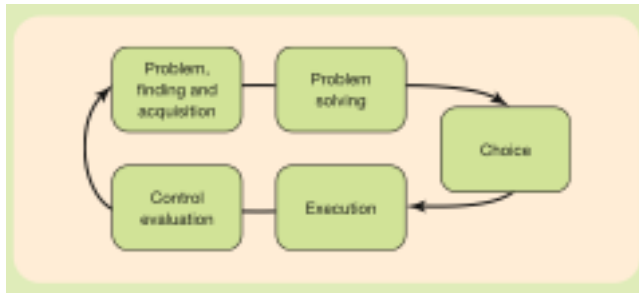 Problem,
finding and
acquisition
Problem
solving
Choice
Execution
Control
evaluation